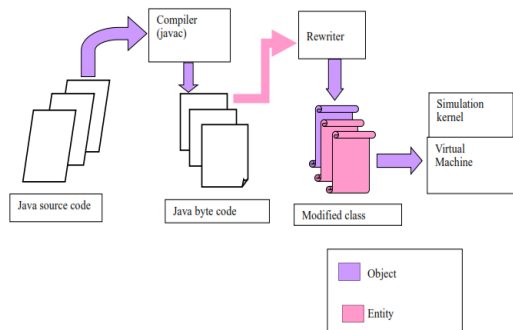 Compiler
(javac)
Rewriter
Simulation
kernel
Virtual
Machine
Java source code
Java byte code
Modified class
Object
Entity